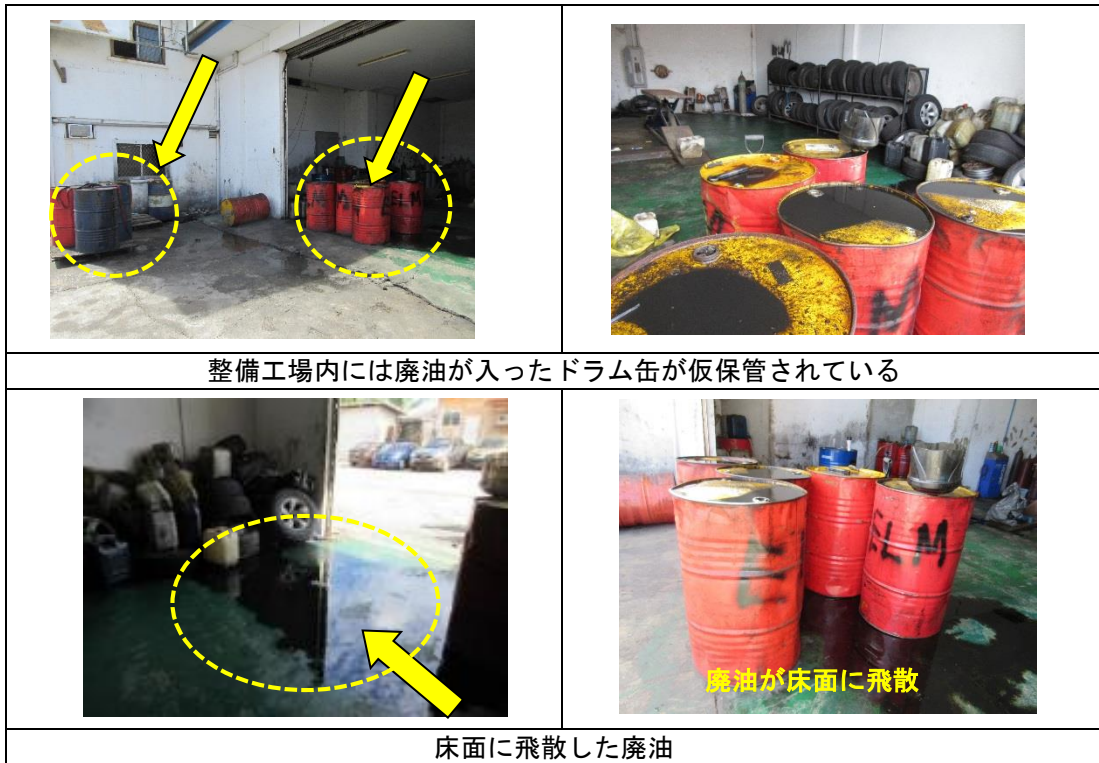 整備工場内には廃油が入ったドラム缶が仮保管されている
ELM
廃油が床面に飛散
床面に飛散した廃油